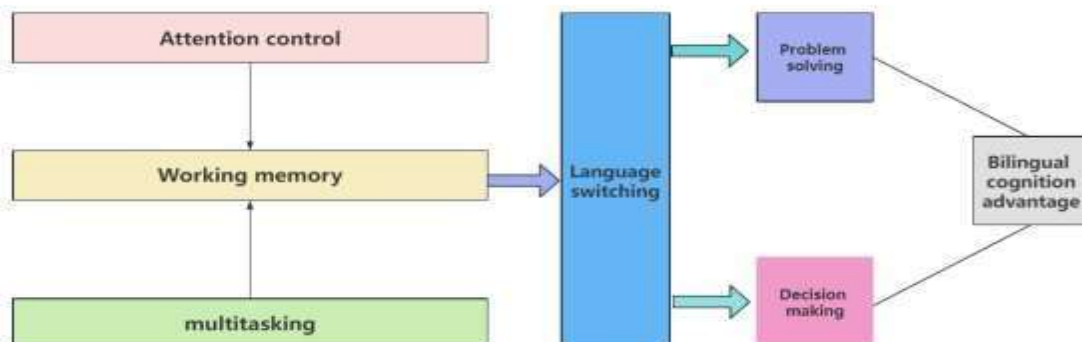 Attention control
Working memory
multitasking
Language
switching
Problem
solving
Decision
making
Bilingual
cognition
advantage